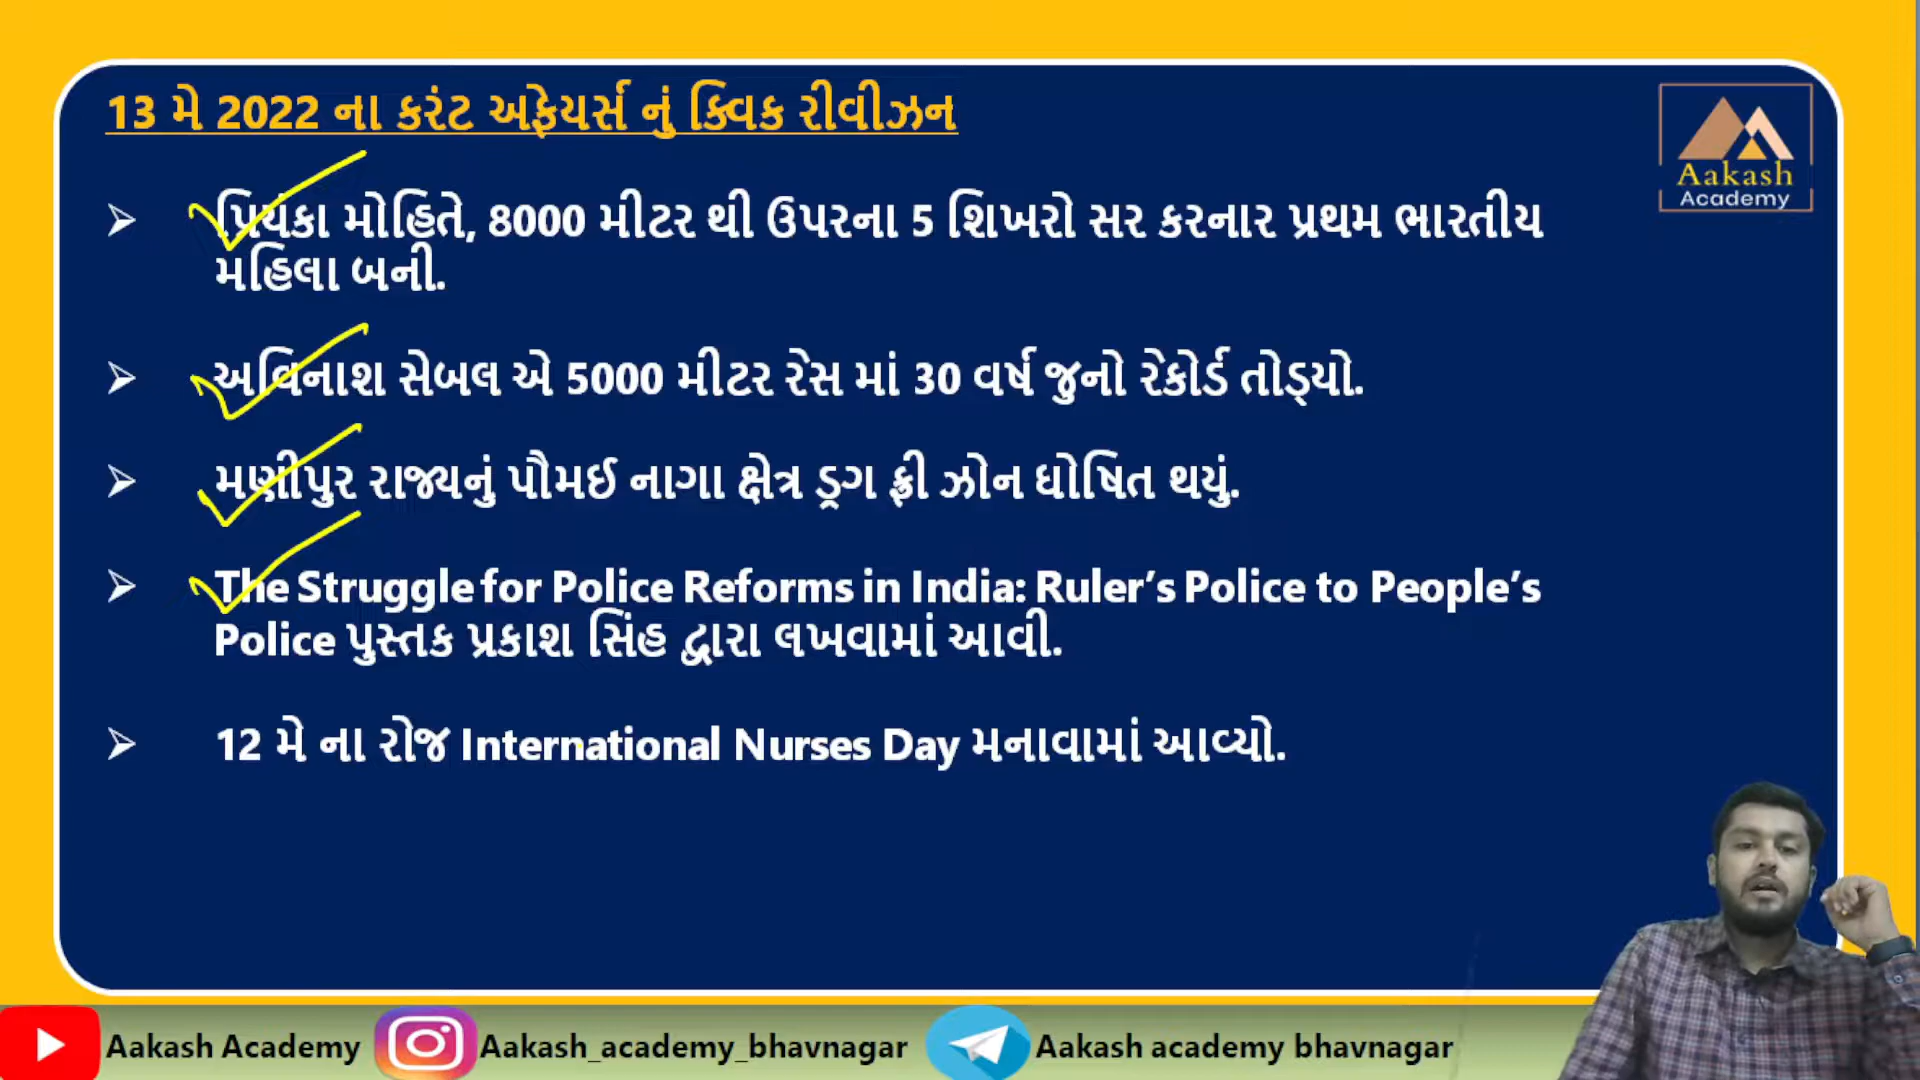 13 મે 2022 ના કરંટ અફેયર્સ નું ક્વિક રીવીઝન
Aakash
Academy
➢ પ્રિયંકા મોહિતે, 8000 મીટર થી ઉપરના 5 શિખરો સર કરનાર પ્રથમ ભારતીય
મહિલા બની.
➢ અવિનાશ સેબલ એ 5000 મીટર રેસ માં 30 વર્ષ જુનો રેકોર્ડ તોડ્યો.
➢ મણીપુર રાજ્યનું પૌમઈ નાગા ક્ષેત્ર ડ્રગ ફ્રી ઝોન ઘોષિત થયું.
➢ The Struggle for Police Reforms in India: Ruler’s Police to People’s
Police પુસ્તક પ્રકાશ સિંહ દ્વારા લખવામાં આવી.
➢ 12 મે ના રોજ International Nurses Day મનાવામાં આવ્યો.
Aakash Academy Aakash_academy_bhavnagar Aakash academy bhavnagar